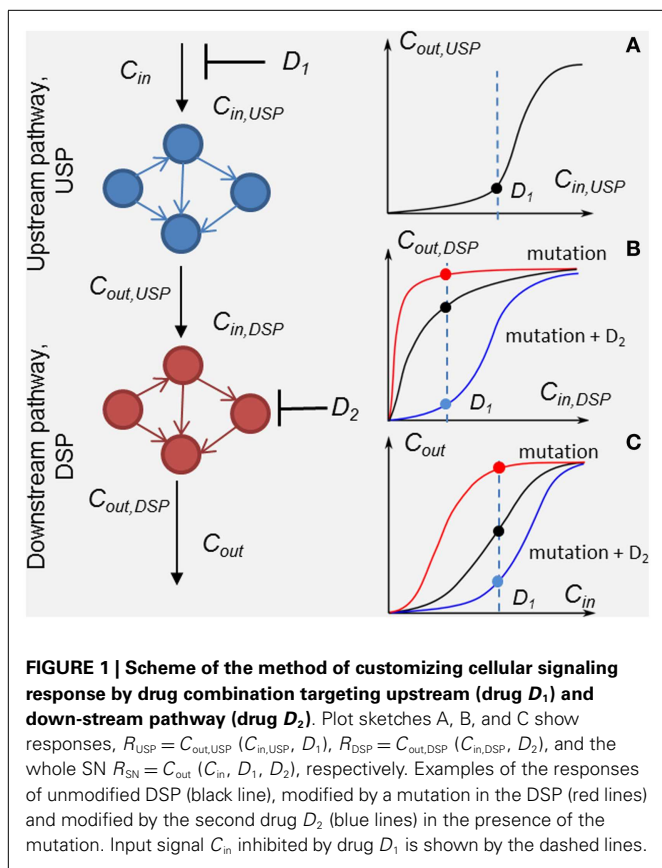 Upstream pathway,
USP
C_in
D_1
C_in,USP
C_out,USP
C_in,DSP
Downstream pathway,
DSP
D_2
C_out,DSP
C_out
C_out,USP
A
D_1
C_in,USP
C_out,DSP
B
mutation
mutation + D_2
D_1
C_in,DSP
C_out
C
mutation
mutation + D_2
D_1
C_in
FIGURE 1 | Scheme of the method of customizing cellular signaling
response by drug combination targeting upstream (drug D_1) and
down-stream pathway (drug D_2). Plot sketches A, B, and C show
responses, R_USP = C_out,USP (C_in,USP, D_1), R_DSP = C_out,DSP (C_in,DSP, D_2), and the
whole SN R_SN = C_out (C_in, D_1, D_2), respectively. Examples of the responses
of unmodified DSP (black line), modified by a mutation in the DSP (red lines)
and modified by the second drug D_2 (blue lines) in the presence of the
mutation. Input signal C_in inhibited by drug D_1 is shown by the dashed lines.